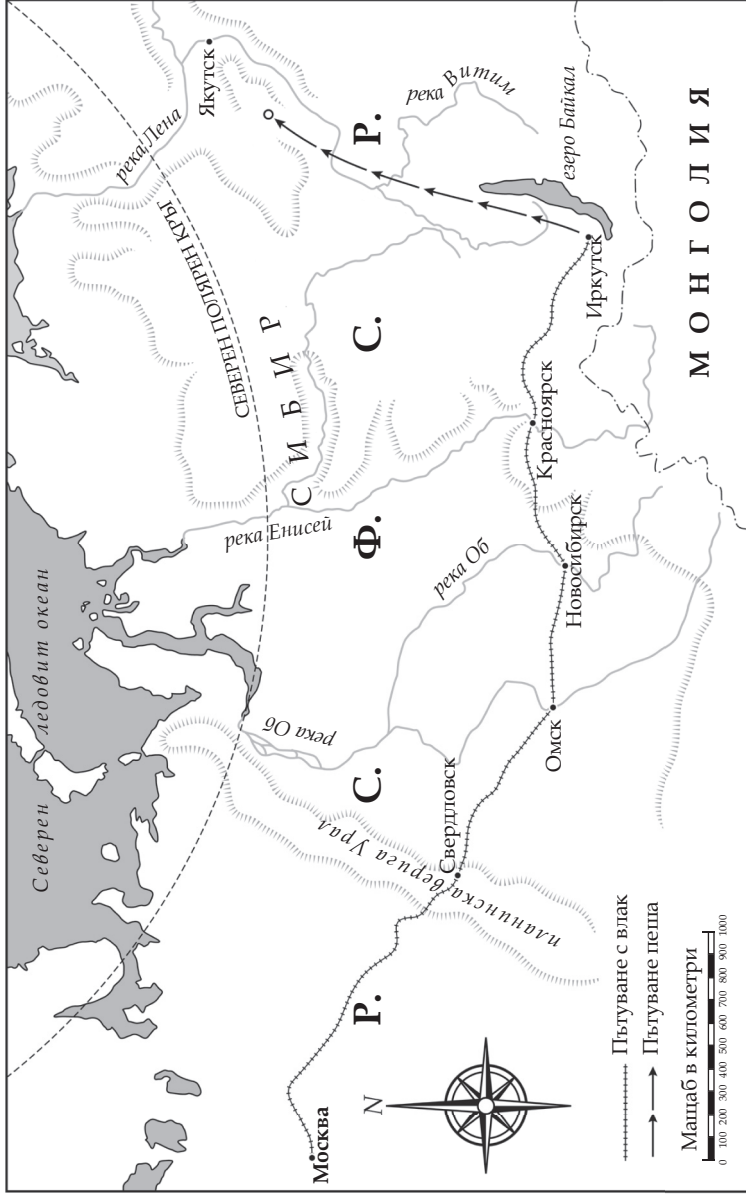 Северен ледовит океан
СЕВЕРЕН ПОЛЯРЕН КРЪГ
река Лена
Якутск
река Об
река Енисей
СИБИР
река Витим
Р. С. Ф. С. Р.
планинска верига Урал
река Об
езеро Байкал
Москва
Свердловск
Омск
Новосибирск
Красноярск
Иркутск
МОНГОЛИЯ
N
Пътуване с влак
Пътуване пеша
Мащаб в километри
0 100 200 300 400 500 600 700 800 900 1000